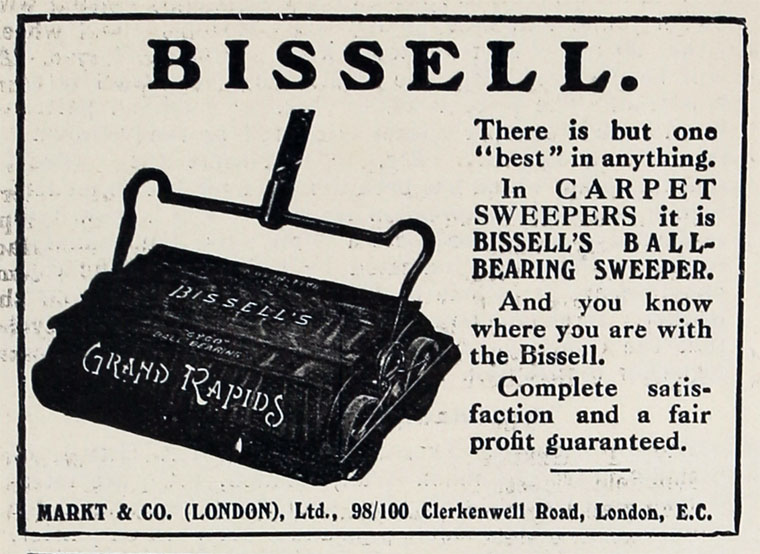 BISSELL.
There is but one
"best" in anything.
In CARPET
SWEEPERS it is
BISSELL'S BALL-
BEARING SWEEPER.
And you know
where you are with
the Bissell.
Complete satis-
faction and a fair
profit guaranteed.
BISSELL'S
"CYCO"
BALL-BEARING
GRAND RAPIDS
MARKT & CO. (LONDON), Ltd., 98/100 Clerkenwell Road, London, E.C.